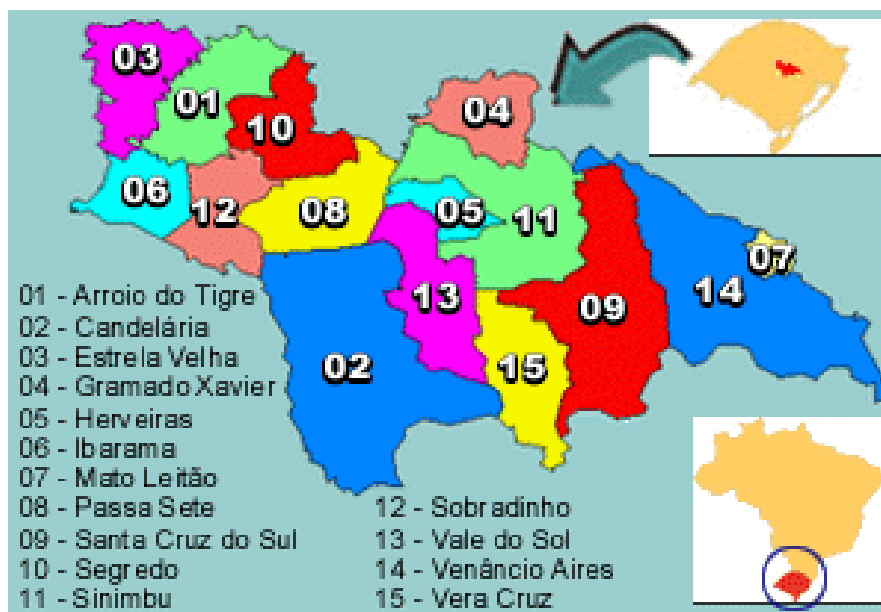 03
01
10
04
06
12
08
05
11
07
14
13
09
02
15
01 - Arroio do Tigre
02 - Candelária
03 - Estrela Velha
04 - Gramado Xavier
05 - Herveiras
06 - Ibarama
07 - Mato Leitão
08 - Passa Sete
09 - Santa Cruz do Sul
10 - Segredo
11 - Sinimbu
12 - Sobradinho
13 - Vale do Sol
14 - Venâncio Aires
15 - Vera Cruz